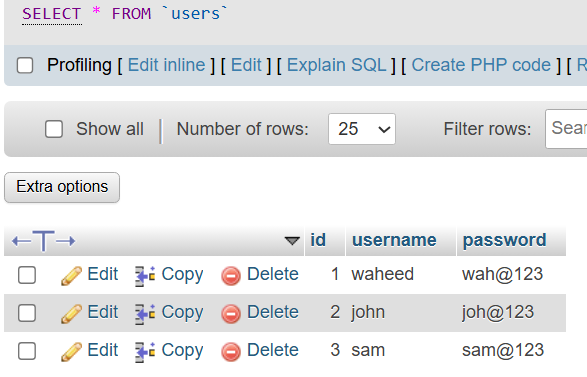 SELECT * FROM `users`
Profiling [ Edit inline ] [ Edit ] [ Explain SQL ] [ Create PHP code ] [ R
Show all | Number of rows: 25 Filter rows: Sear
Extra options
id username password
Edit Copy Delete 1 waheed wah@123
Edit Copy Delete 2 john joh@123
Edit Copy Delete 3 sam sam@123